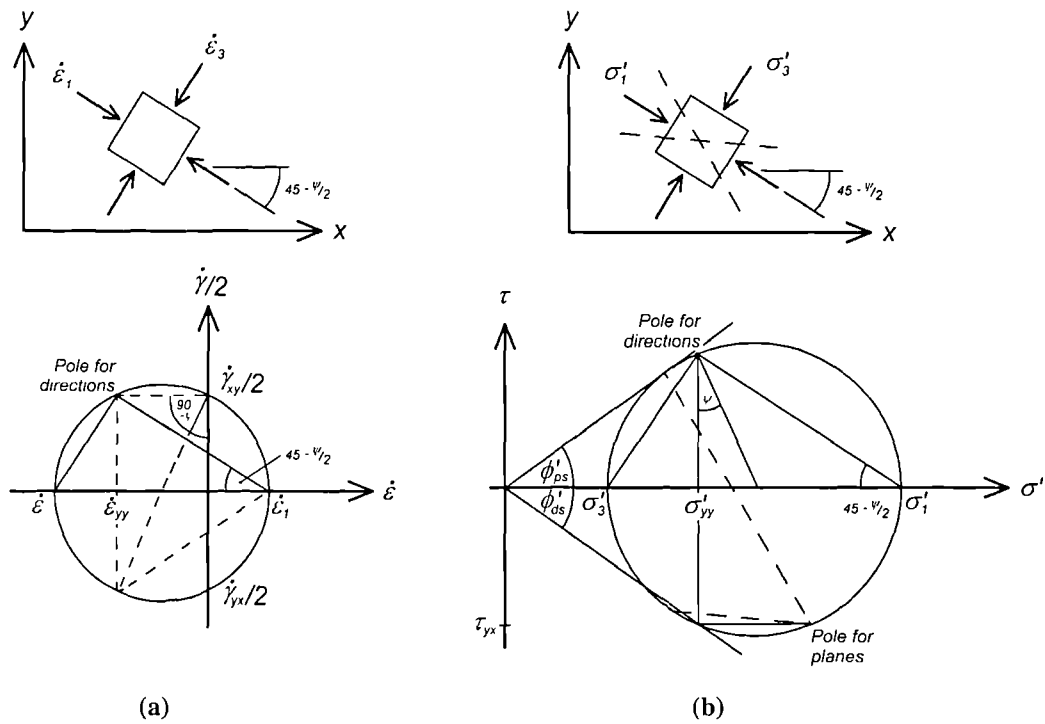 y
ε̇₁
ε̇₃
45 - ψ/2
x
y
σ'₁
σ'₃
45 - ψ/2
x
γ̇/2
Pole for
directions
γ̇xy/2
90
45 - ψ/2
ε̇
ε̇yy
ε̇₁
ε̇
γ̇yx/2
τ
Pole for
directions
ψ
φ'ps
φ'ds
σ'₃
σ'yy
45 - ψ/2
σ'₁
σ'
τyx
Pole for
planes
(a)
(b)